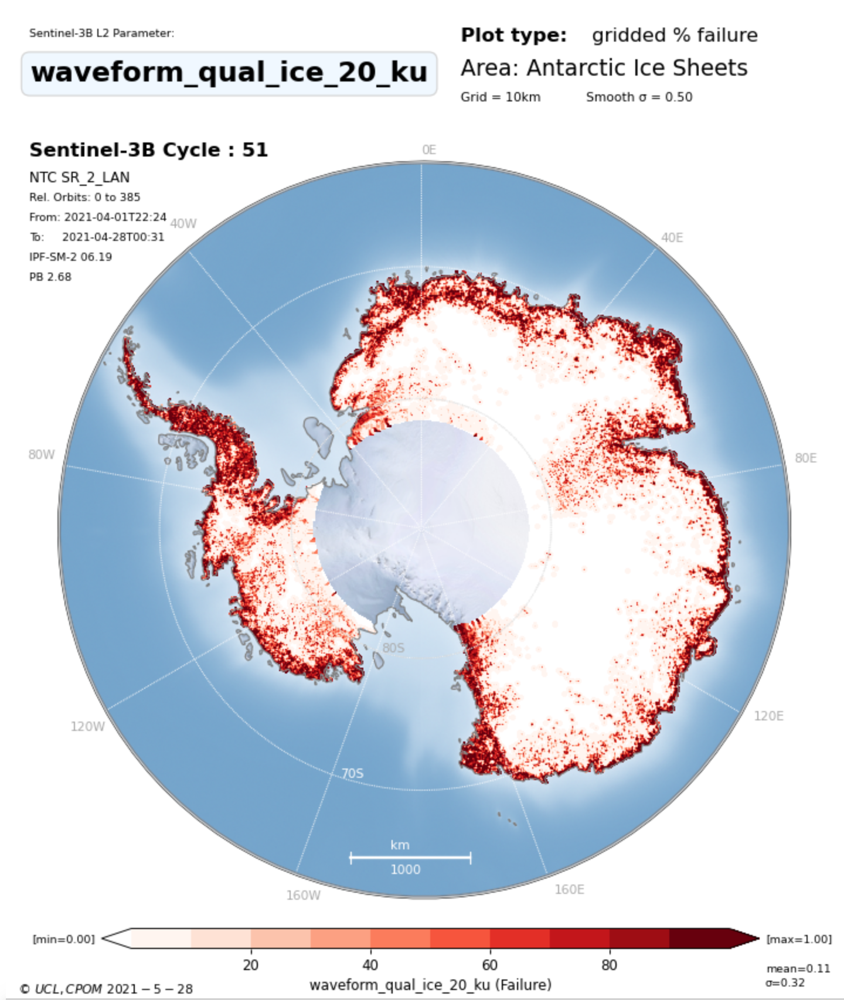 Sentinel-3B L2 Parameter:
waveform_qual_ice_20_ku
Plot type: gridded % failure
Area: Antarctic Ice Sheets
Grid = 10km Smooth σ = 0.50
Sentinel-3B Cycle : 51
NTC SR_2_LAN
Rel. Orbits: 0 to 385
From: 2021-04-01T22:24
To: 2021-04-28T00:31
IPF-SM-2 06.19
PB 2.68
0E
40W
40E
80W
80E
80S
120W
120E
70S
km
1000
160W
160E
[min=0.00]
[max=1.00]
20 40 60 80
mean=0.11
σ=0.32
waveform_qual_ice_20_ku (Failure)
© UCL, CPOM 2021 − 5 − 28